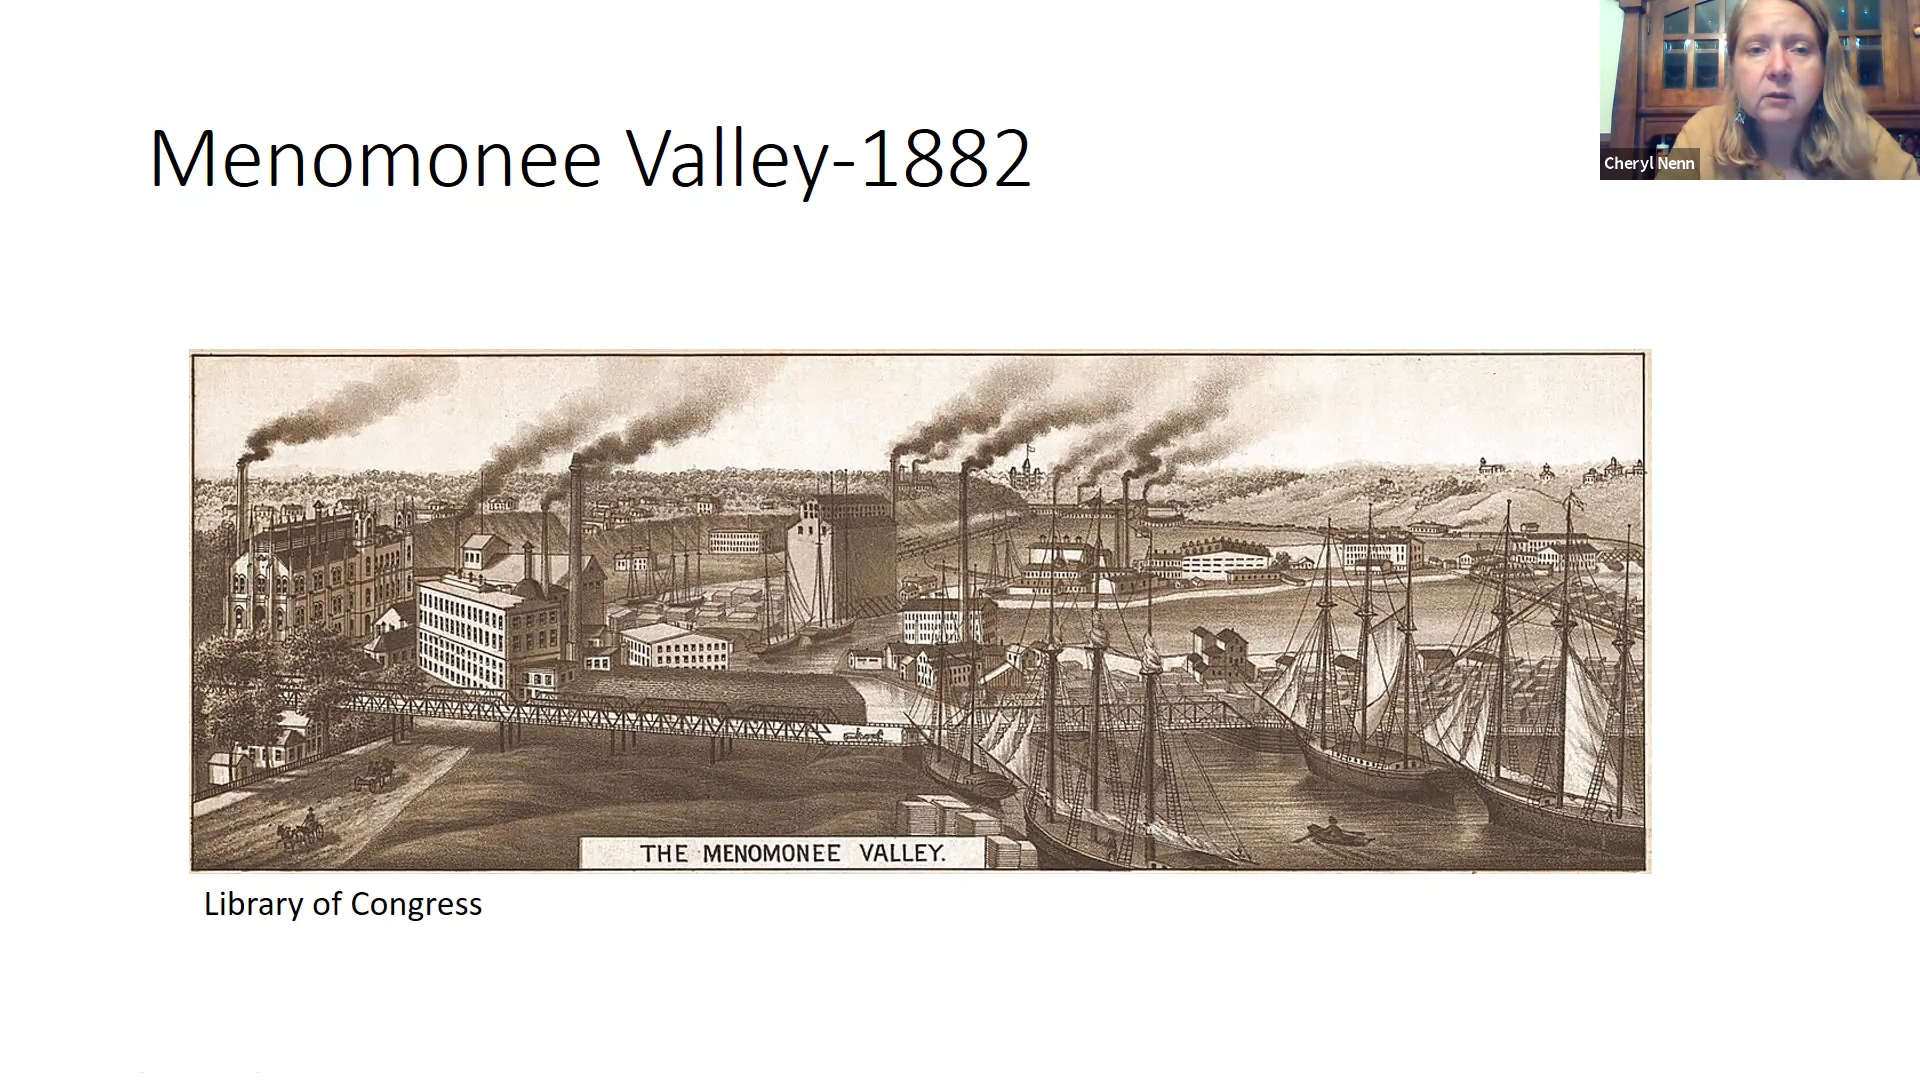 Menomonee Valley-1882
Cheryl Nenn
THE MENOMONEE VALLEY.
Library of Congress